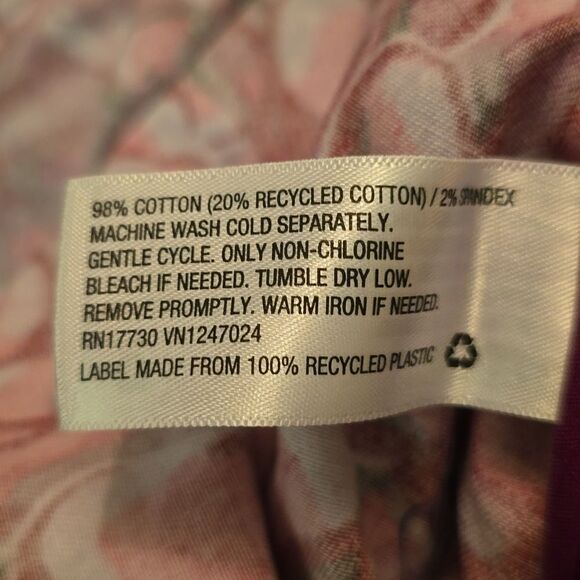 98% COTTON (20% RECYCLED COTTON) / 2% SPANDEX
MACHINE WASH COLD SEPARATELY.
GENTLE CYCLE. ONLY NON-CHLORINE
BLEACH IF NEEDED. TUMBLE DRY LOW.
REMOVE PROMPTLY. WARM IRON IF NEEDED.
RN17730 VN1247024
LABEL MADE FROM 100% RECYCLED PLASTIC